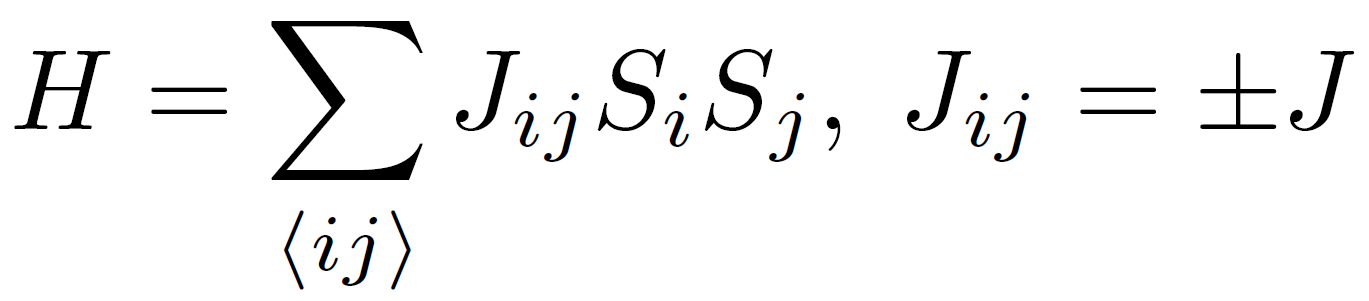 H = \sum_{\langle ij \rangle} J_{ij} S_i S_j, \ J_{ij} = \pm J